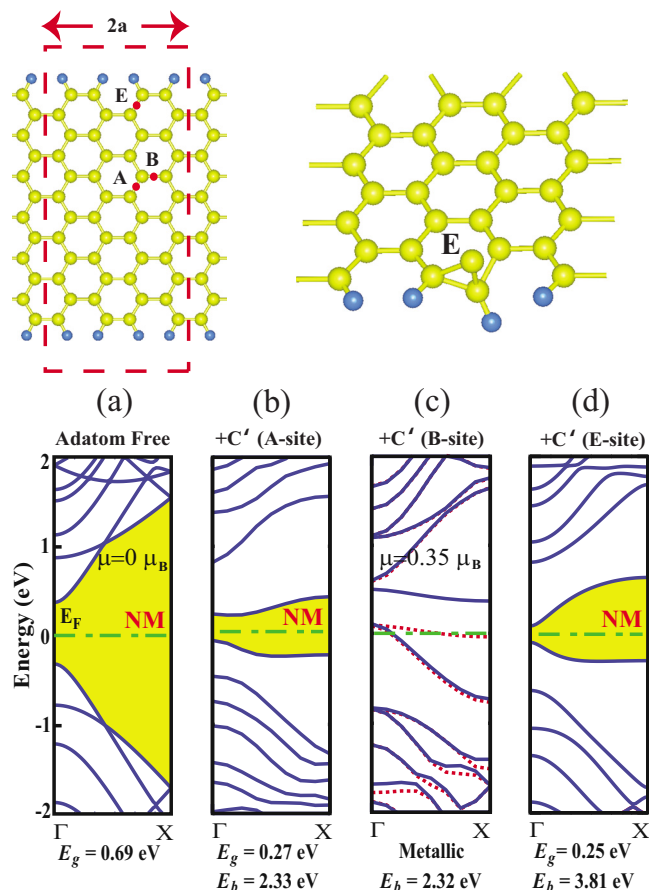 2a
E
B
A
E
(a) (b) (c) (d)
Adatom Free +C′ (A-site) +C′ (B-site) +C′ (E-site)
Energy (eV)
2
1
0
-1
-2
μ=0 μB
μ=0.35 μB
EF
NM
NM
NM
Γ X Γ X Γ X Γ X
Eg = 0.69 eV Eg = 0.27 eV Metallic Eg = 0.25 eV
Eb = 2.33 eV Eb = 2.32 eV Eb = 3.81 eV